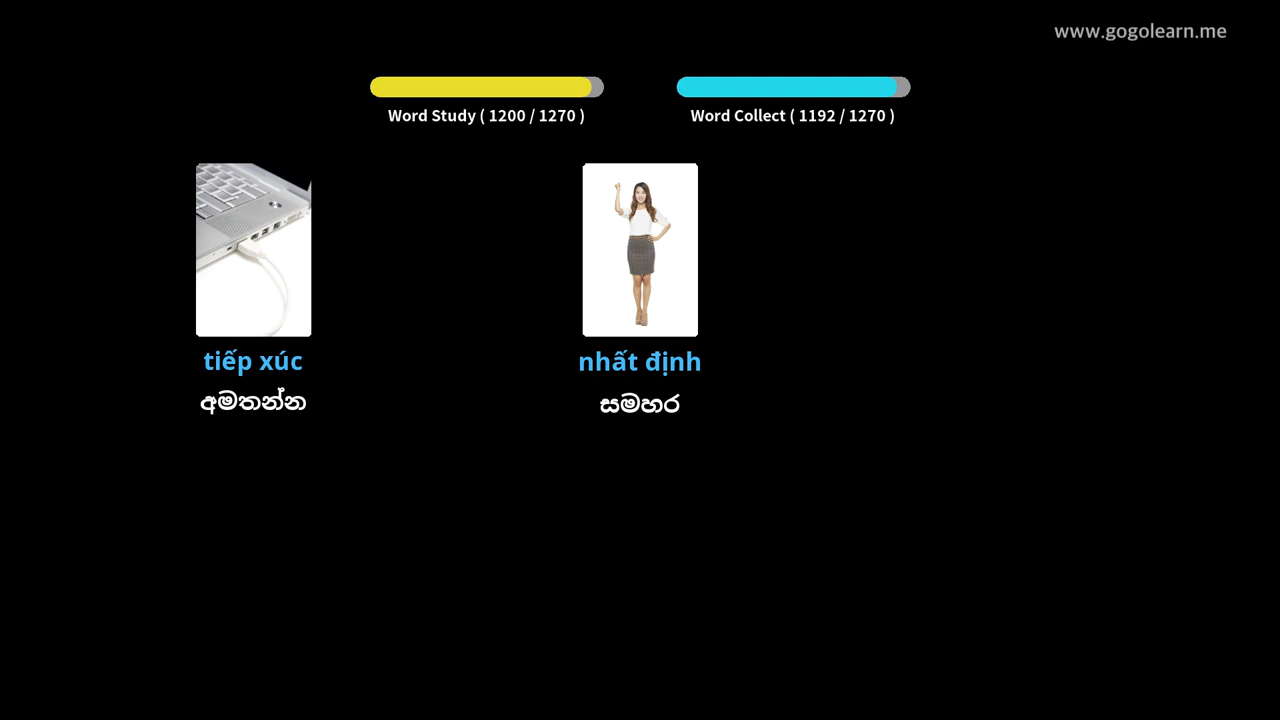 www.gogolearn.me
Word Study ( 1200 / 1270 )
Word Collect ( 1192 / 1270 )
tiếp xúc
අමතන්න
nhất định
සමහර